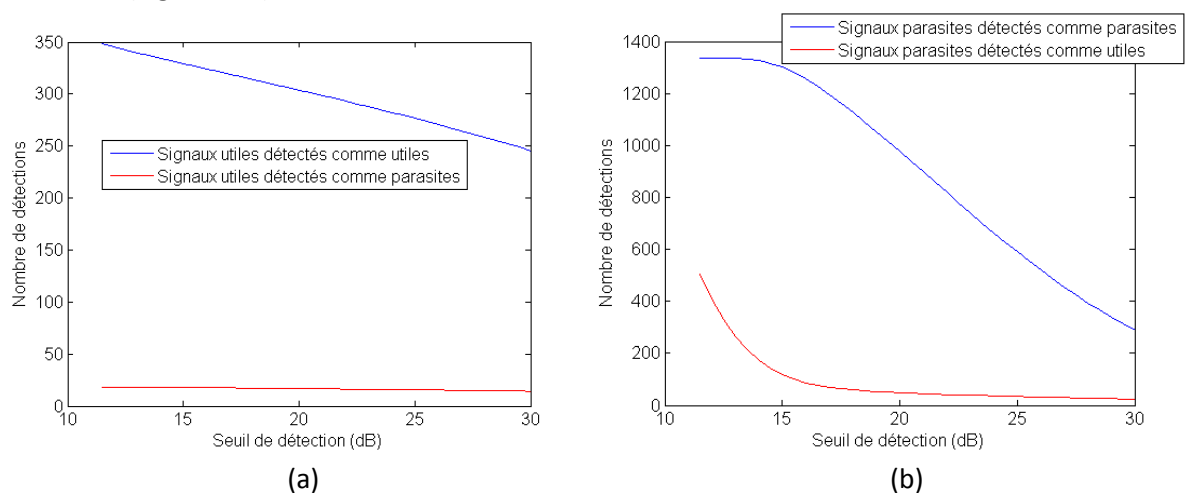 350
300
250
200
150
100
50
0
Nombre de détections
Signaux utiles détectés comme utiles
Signaux utiles détectés comme parasites
10 15 20 25 30
Seuil de détection (dB)
(a)
Signaux parasites détectés comme parasites
Signaux parasites détectés comme utiles
1400
1200
1000
800
600
400
200
0
Nombre de détections
10 15 20 25 30
Seuil de détection (dB)
(b)